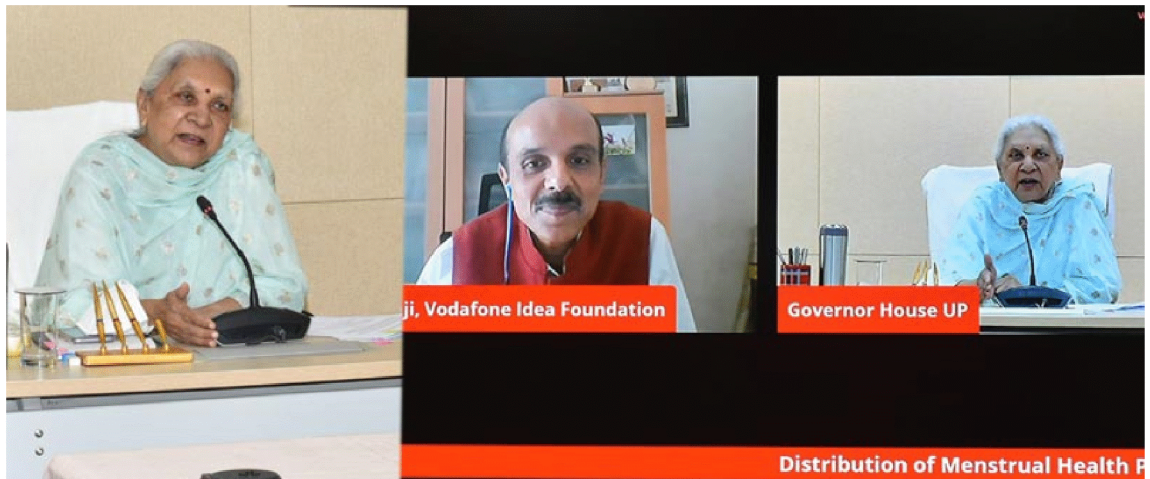 ji, Vodafone Idea Foundation
Governor House UP
Distribution of Menstrual Health P